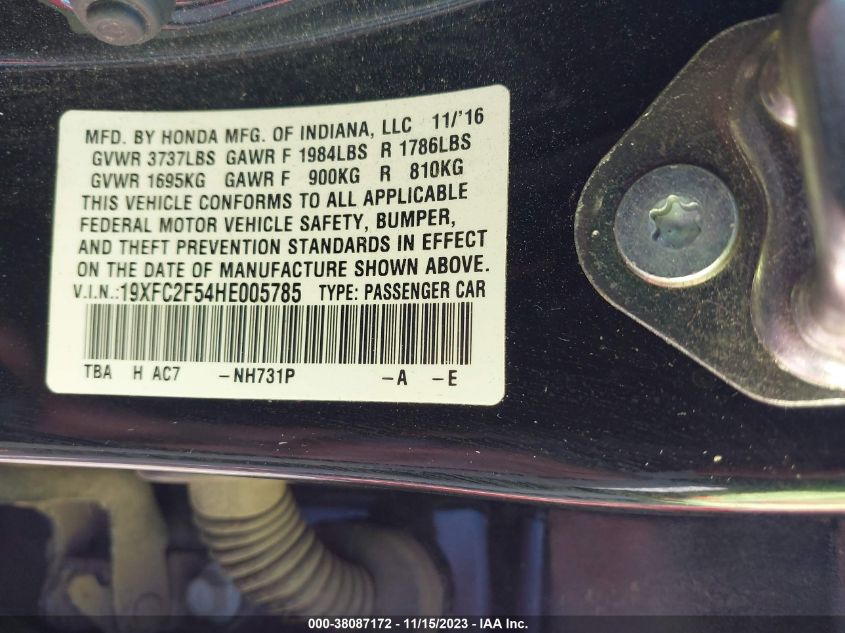 MFD. BY HONDA MFG. OF INDIANA, LLC 11/'16
GVWR 3737LBS GAWR F 1984LBS R 1786LBS
GVWR 1695KG GAWR F 900KG R 810KG
THIS VEHICLE CONFORMS TO ALL APPLICABLE
FEDERAL MOTOR VEHICLE SAFETY, BUMPER,
AND THEFT PREVENTION STANDARDS IN EFFECT
ON THE DATE OF MANUFACTURE SHOWN ABOVE.
V.I.N.:19XFC2F54HE005785 TYPE: PASSENGER CAR
TBA H AC7 -NH731P -A -E
000-38087172 - 11/15/2023 - IAA Inc.